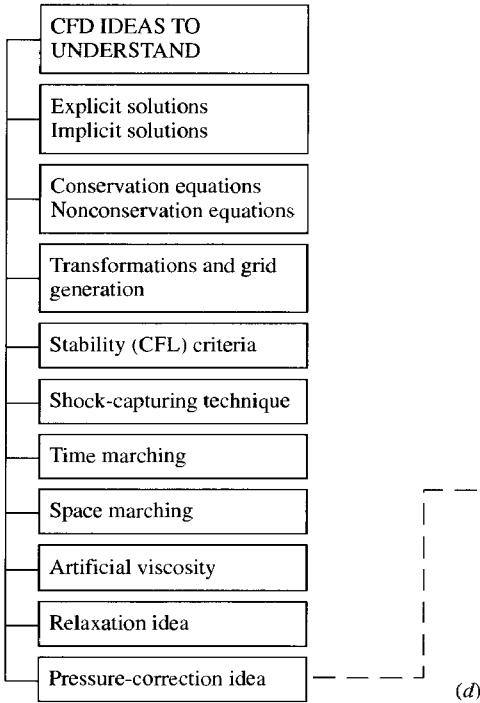 CFD IDEAS TO
UNDERSTAND
Explicit solutions
Implicit solutions
Conservation equations
Nonconservation equations
Transformations and grid
generation
Stability (CFL) criteria
Shock-capturing technique
Time marching
Space marching
Artificial viscosity
Relaxation idea
Pressure-correction idea
(d)